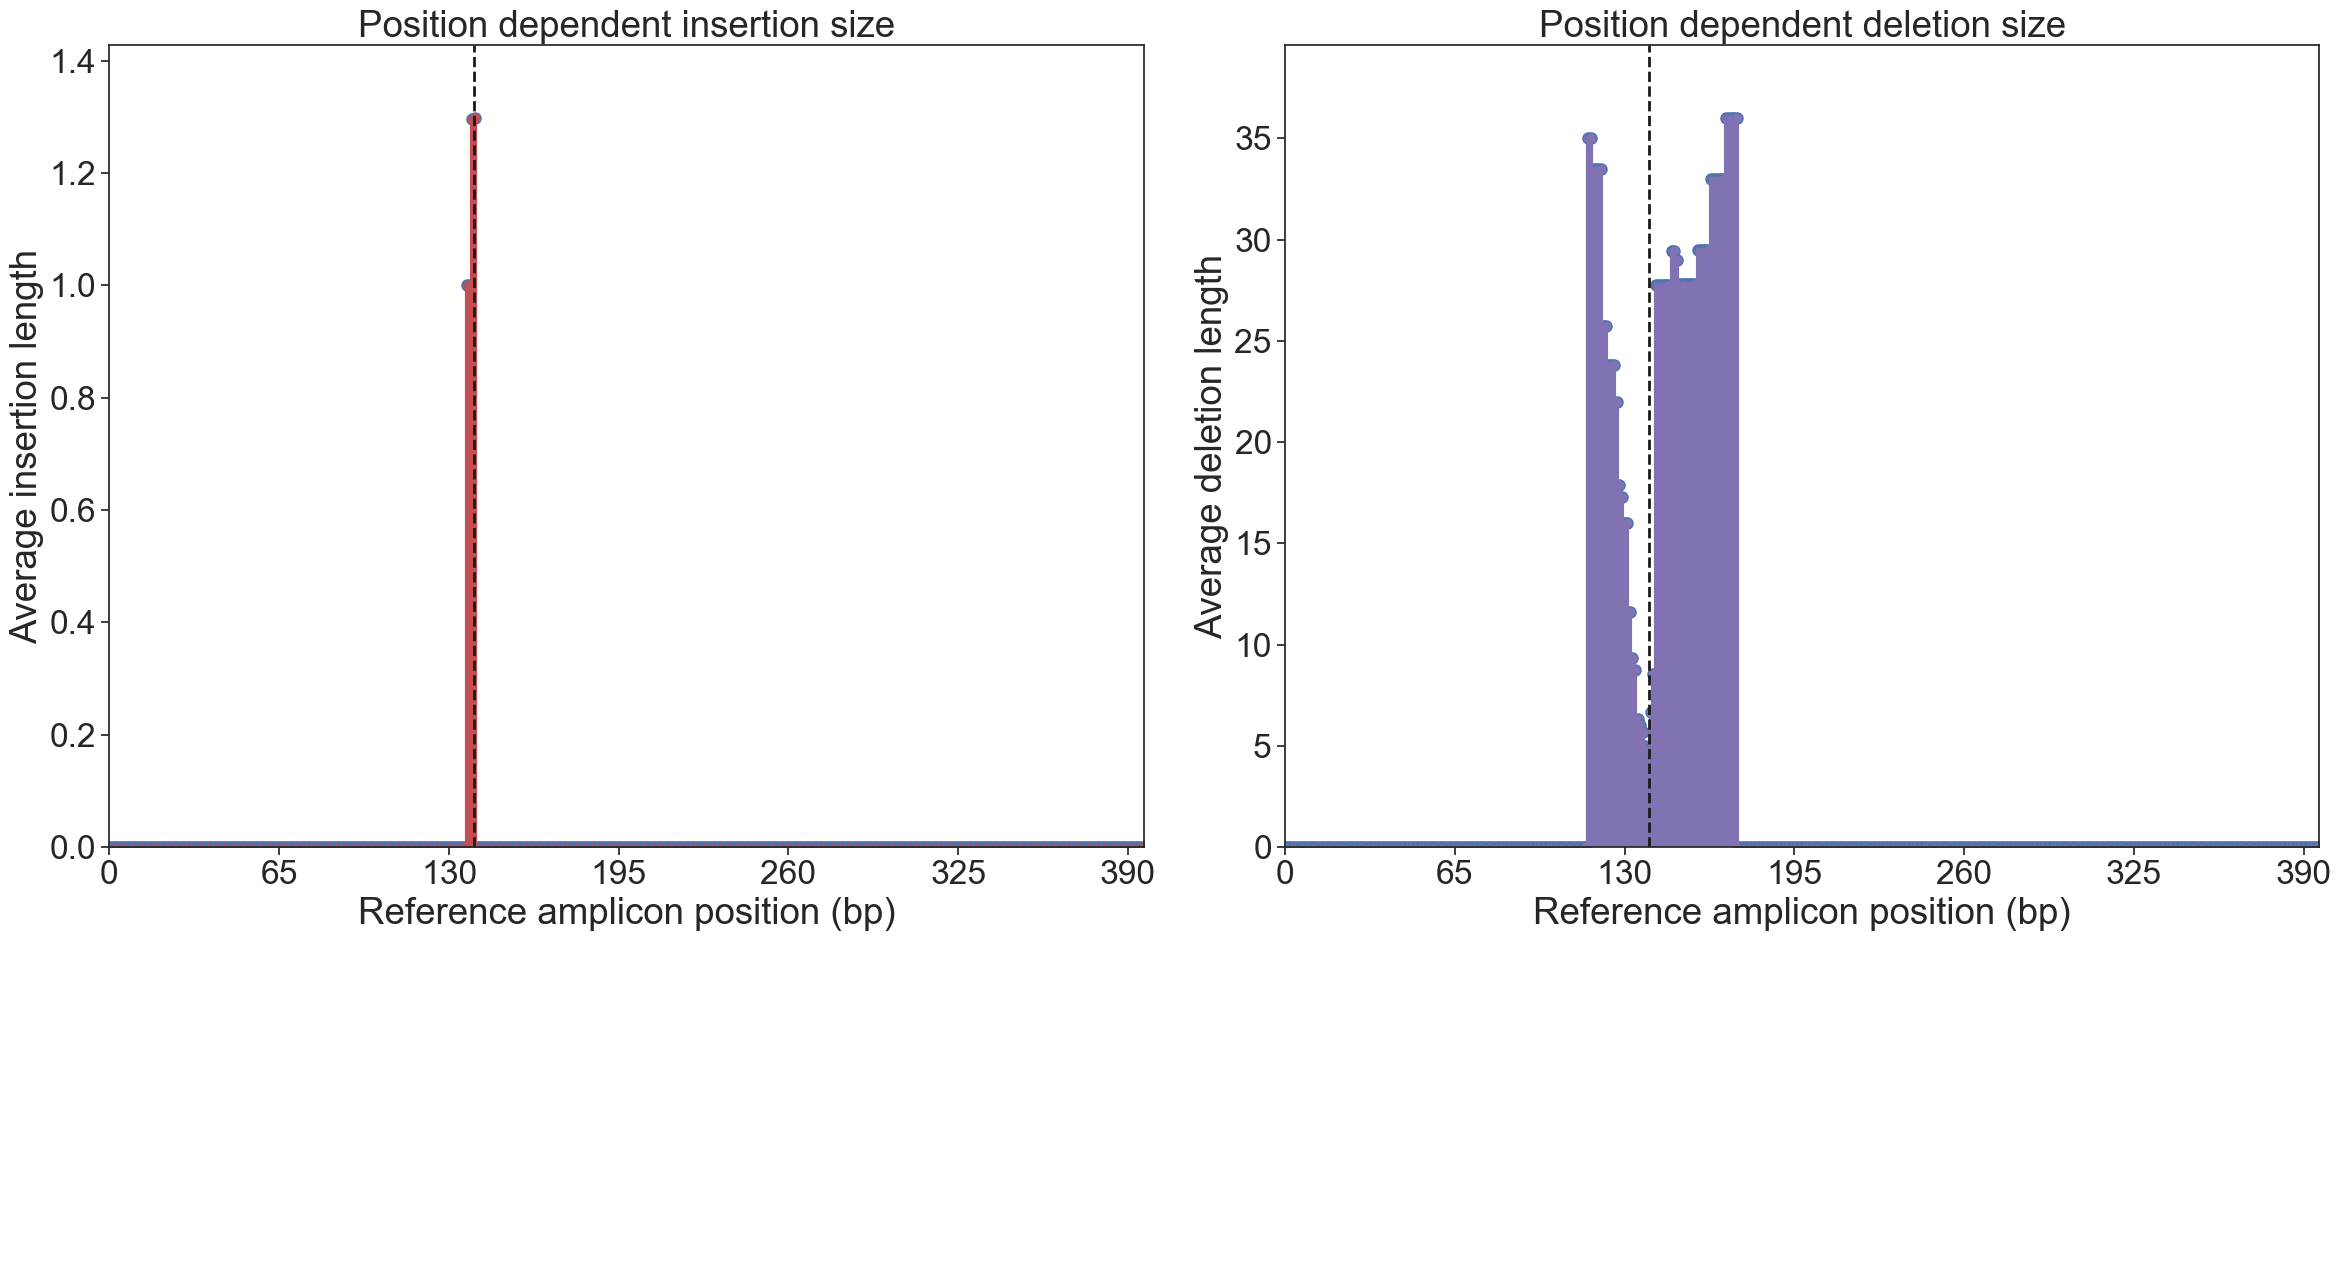 Position dependent insertion size
1.4
1.2
1.0
0.8
0.6
0.4
0.2
0.0
Average insertion length
0 65 130 195 260 325 390
Reference amplicon position (bp)
Position dependent deletion size
35
30
25
20
15
10
5
0
Average deletion length
0 65 130 195 260 325 390
Reference amplicon position (bp)